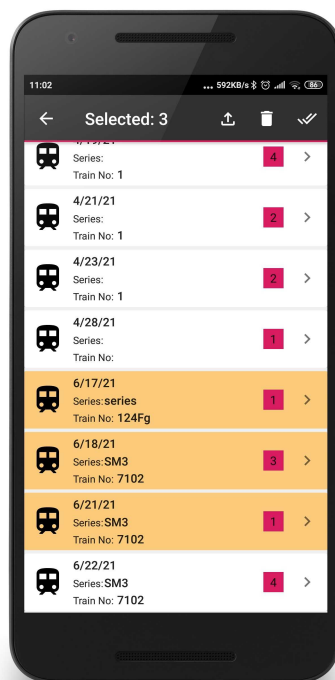 11:02
... 592KB/s 86
Selected: 3
4/19/21
Series:
4
Train No: 1
4/21/21
Series:
2
Train No: 1
4/23/21
Series:
2
Train No: 1
4/28/21
Series:
1
Train No:
6/17/21
Series:series
1
Train No: 124Fg
6/18/21
Series:SM3
3
Train No: 7102
6/21/21
Series:SM3
1
Train No: 7102
6/22/21
Series:SM3
4
Train No: 7102